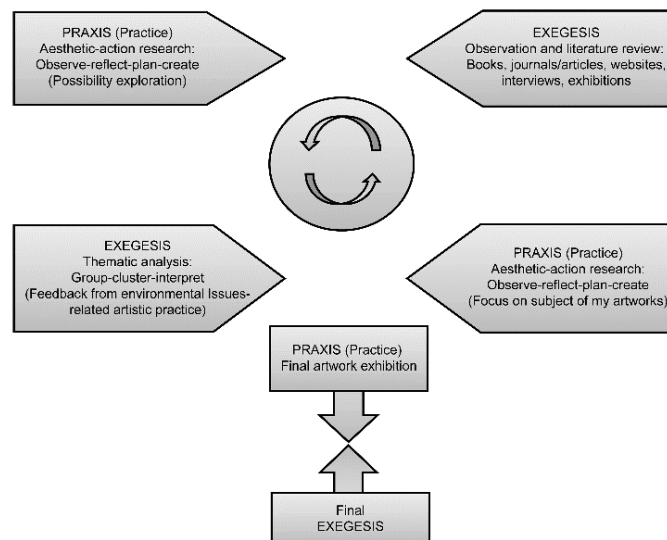 PRAXIS (Practice)
Aesthetic-action research:
Observe-reflect-plan-create
(Possibility exploration)
EXEGESIS
Observation and literature review:
Books, journals/articles, websites,
interviews, exhibitions
EXEGESIS
Thematic analysis:
Group-cluster-interpret
(Feedback from environmental Issues-
related artistic practice)
PRAXIS (Practice)
Aesthetic-action research:
Observe-reflect-plan-create
(Focus on subject of my artworks)
PRAXIS (Practice)
Final artwork exhibition
Final
EXEGESIS